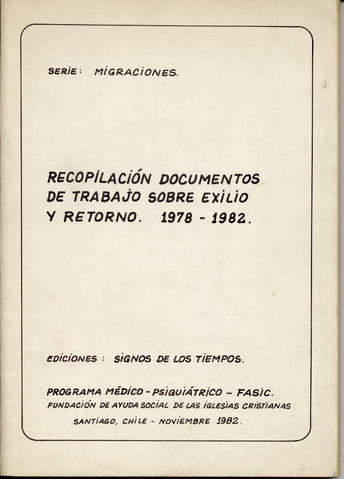 SERIE: MIGRACIONES.
RECOPILACIÓN DOCUMENTOS
DE TRABAJO SOBRE EXILIO
Y RETORNO. 1978 - 1982.
EDICIONES: SIGNOS DE LOS TIEMPOS.
PROGRAMA MÉDICO-PSIQUIÁTRICO - FASIC.
FUNDACIÓN DE AYUDA SOCIAL DE LAS IGLESIAS CRISTIANAS
SANTIAGO, CHILE - NOVIEMBRE 1982.